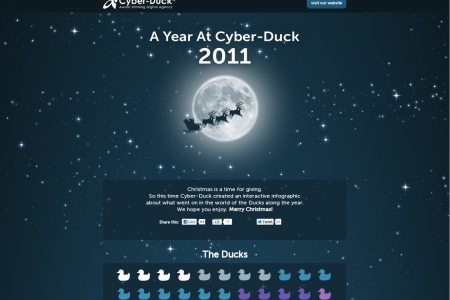 Cyber-Duck
Award Winning Digital Agency
visit our website
A Year At Cyber-Duck
2011
Christmas is a time for giving.
So this time Cyber-Duck created an interactive infographic
about what went on in the world of the Ducks along the year.
We hope you enjoy. Merry Christmas!
Share this:
Tweet
The Ducks